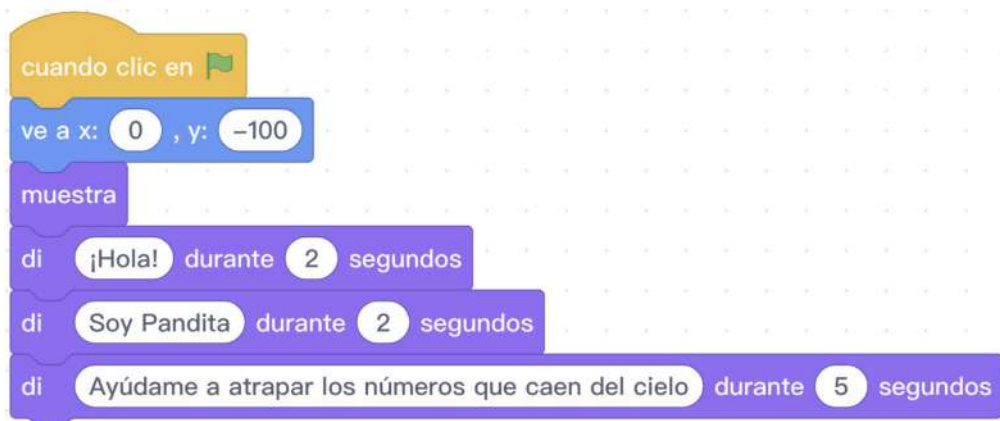 cuando clic en
ve a x: 0 , y: -100
muestra
di ¡Hola! durante 2 segundos
di Soy Pandita durante 2 segundos
di Ayúdame a atrapar los números que caen del cielo durante 5 segundos